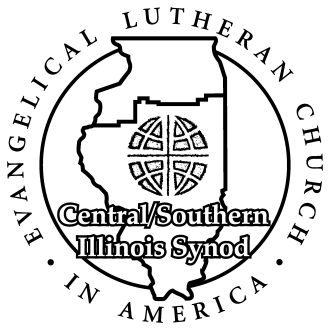 EVANGELICAL LUTHERAN CHURCH
Central/Southern
Illinois Synod
• IN AMERICA •